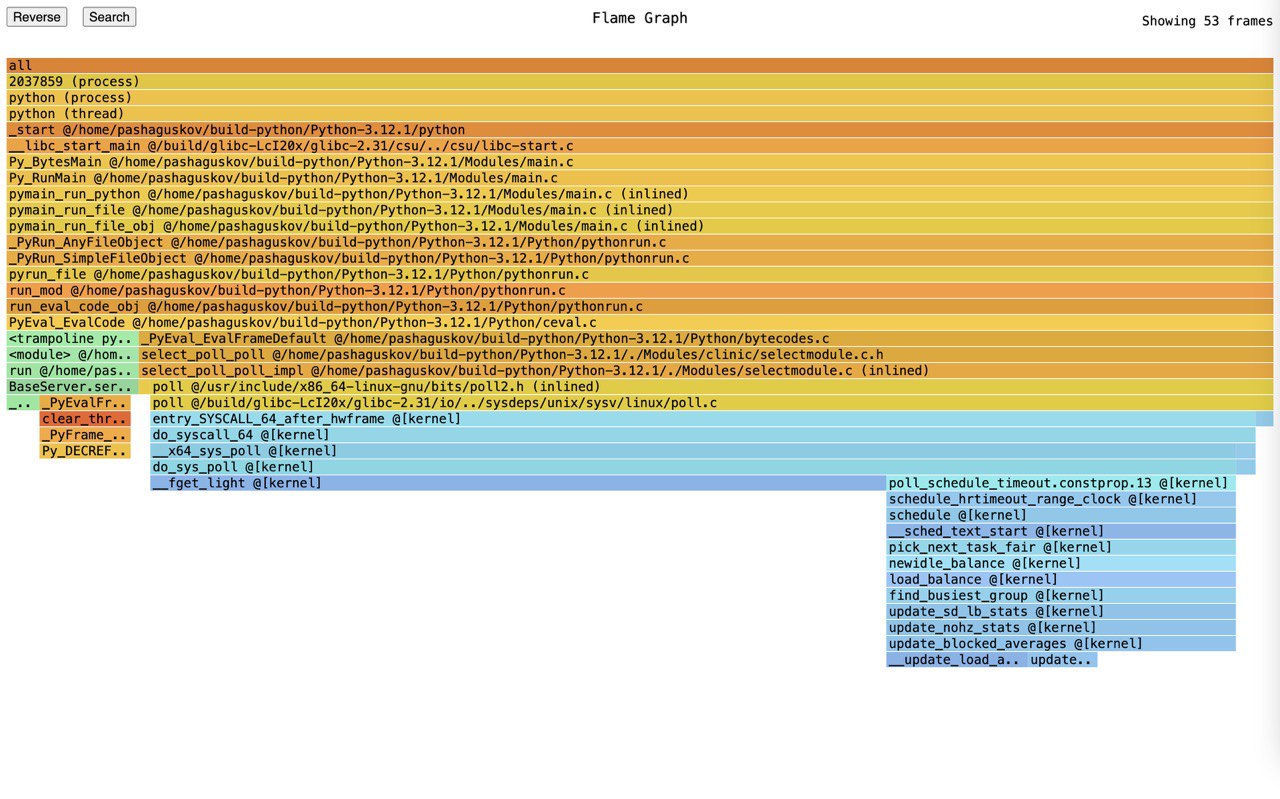 Reverse Search Flame Graph Showing 53 frames
all
2037859 (process)
python (process)
python (thread)
_start @/home/pashaguskov/build-python/Python-3.12.1/python
__libc_start_main @/build/glibc-LcI20x/glibc-2.31/csu/../csu/libc-start.c
Py_BytesMain @/home/pashaguskov/build-python/Python-3.12.1/Modules/main.c
Py_RunMain @/home/pashaguskov/build-python/Python-3.12.1/Modules/main.c
pymain_run_python @/home/pashaguskov/build-python/Python-3.12.1/Modules/main.c (inlined)
pymain_run_file @/home/pashaguskov/build-python/Python-3.12.1/Modules/main.c (inlined)
pymain_run_file_obj @/home/pashaguskov/build-python/Python-3.12.1/Modules/main.c (inlined)
_PyRun_AnyFileObject @/home/pashaguskov/build-python/Python-3.12.1/Python/pythonrun.c
_PyRun_SimpleFileObject @/home/pashaguskov/build-python/Python-3.12.1/Python/pythonrun.c
pyrun_file @/home/pashaguskov/build-python/Python-3.12.1/Python/pythonrun.c
run_mod @/home/pashaguskov/build-python/Python-3.12.1/Python/pythonrun.c
run_eval_code_obj @/home/pashaguskov/build-python/Python-3.12.1/Python/pythonrun.c
PyEval_EvalCode @/home/pashaguskov/build-python/Python-3.12.1/Python/ceval.c
<trampoline py.. _PyEval_EvalFrameDefault @/home/pashaguskov/build-python/Python-3.12.1/Python/bytecodes.c
<module> @/hom.. select_poll_poll @/home/pashaguskov/build-python/Python-3.12.1/./Modules/clinic/selectmodule.c.h
run @/home/pas.. select_poll_poll_impl @/home/pashaguskov/build-python/Python-3.12.1/./Modules/selectmodule.c (inlined)
BaseServer.ser.. poll @/usr/include/x86_64-linux-gnu/bits/poll2.h (inlined)
_.. _PyEvalFr.. poll @/build/glibc-LcI20x/glibc-2.31/io/../sysdeps/unix/sysv/linux/poll.c
clear_thr.. entry_SYSCALL_64_after_hwframe @[kernel]
_PyFrame_.. do_syscall_64 @[kernel]
Py_DECREF.. __x64_sys_poll @[kernel]
do_sys_poll @[kernel]
__fget_light @[kernel] poll_schedule_timeout.constprop.13 @[kernel]
schedule_hrtimeout_range_clock @[kernel]
schedule @[kernel]
__sched_text_start @[kernel]
pick_next_task_fair @[kernel]
newidle_balance @[kernel]
load_balance @[kernel]
find_busiest_group @[kernel]
update_sd_lb_stats @[kernel]
update_nohz_stats @[kernel]
update_blocked_averages @[kernel]
__update_load_a.. update..